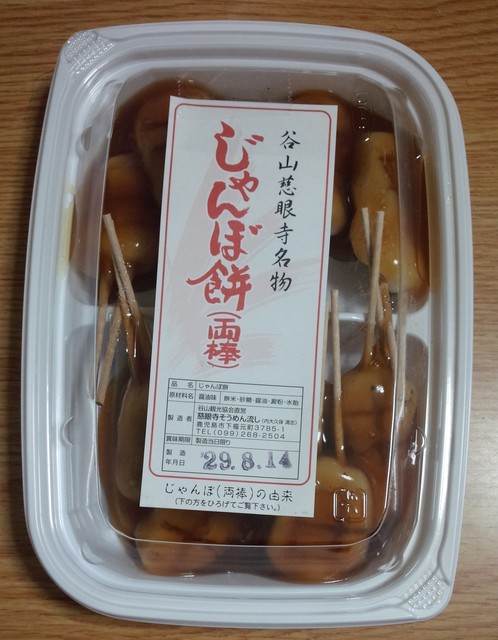 谷山慈眼寺名物
じゃんぼ餅(両棒)
品名 じゃんぼ餅
原材料名 醤油味 餅米・砂糖・醤油・澱粉・水飴
製造者 谷山観光協会直営
慈眼寺そうめん流し(内大久保 満志)
鹿児島市下福元町3785-1
TEL(099)268-2504
賞味期限 製造当日限り
製造年月日 29.8.14
じゃんぼ(両棒)の由来
(下の方をひろげてご覧下さい。)